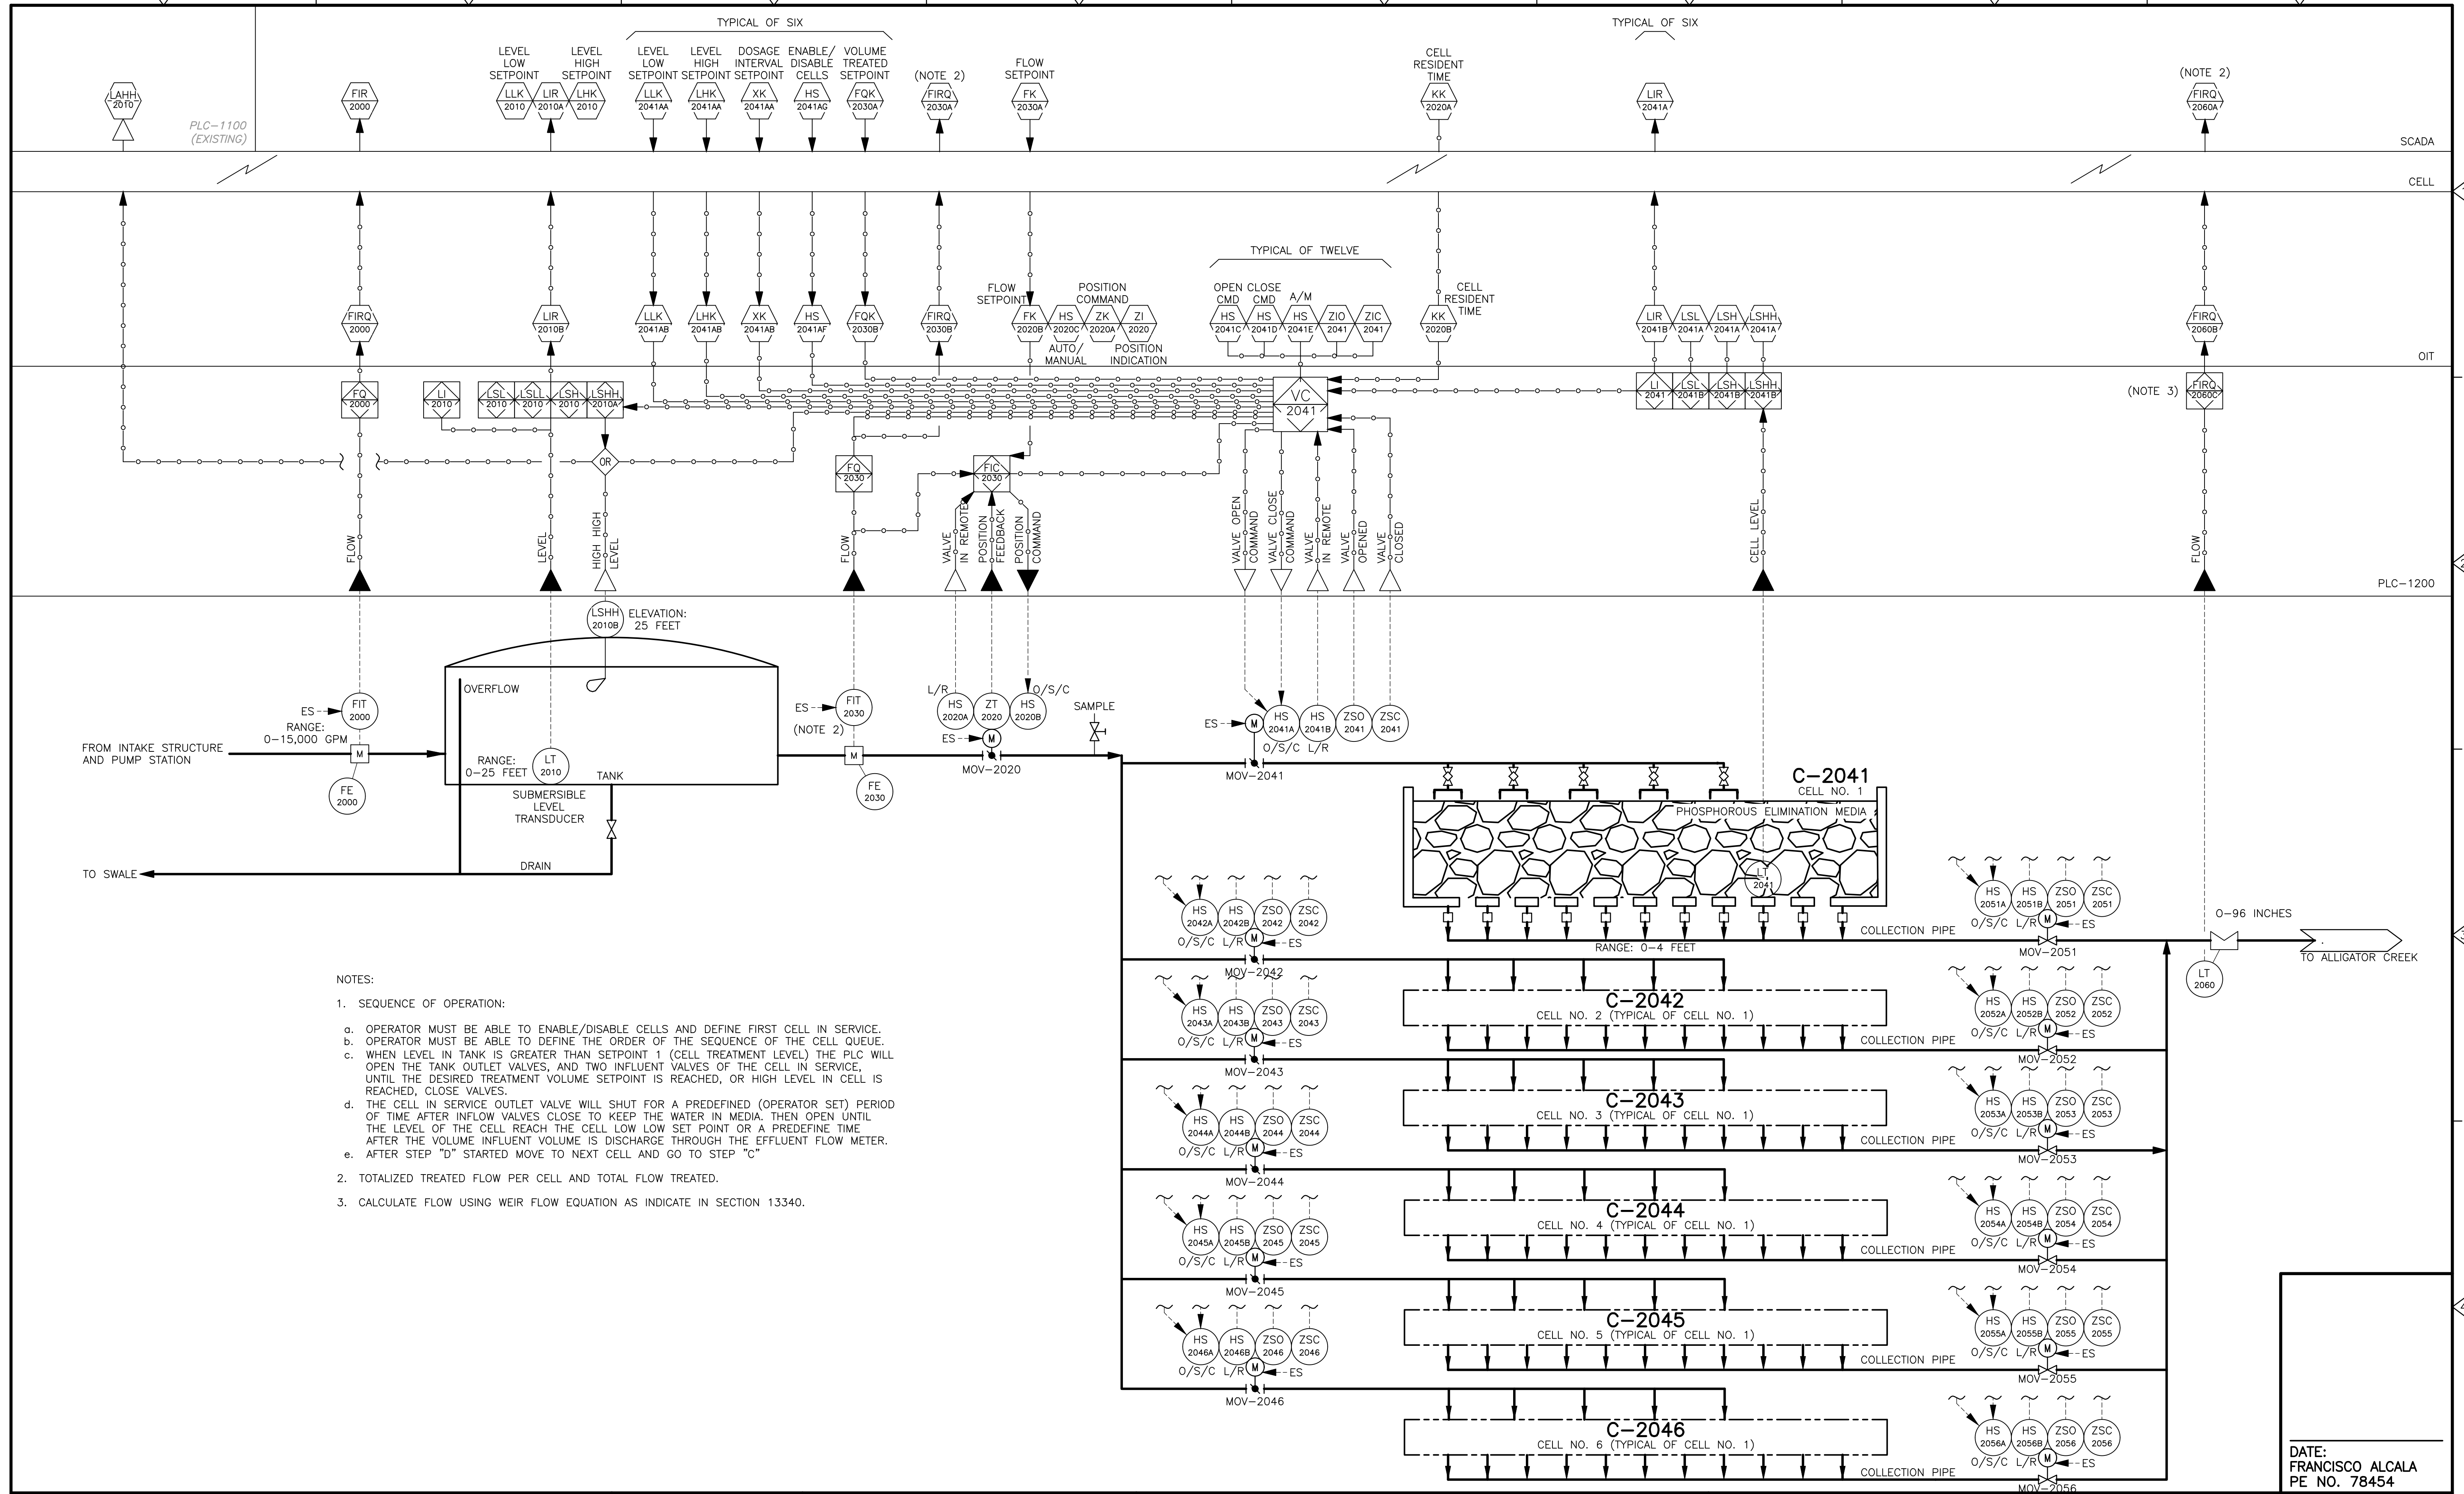 TYPICAL OF SIX
TYPICAL OF SIX
LEVEL LOW SETPOINT
LEVEL HIGH SETPOINT
LEVEL LOW SETPOINT
LEVEL HIGH SETPOINT
DOSAGE INTERVAL SETPOINT
ENABLE/ DISABLE CELLS
VOLUME TREATED SETPOINT
(NOTE 2)
FLOW SETPOINT
CELL RESIDENT TIME
(NOTE 2)
LAHH 2010
FIR 2000
LLK 2010
LIR 2010A
LHK 2010
LLK 2041AA
LHK 2041AA
XK 2041AA
HS 2041AG
FQK 2030A
FIRQ 2030A
FK 2030A
KK 2020A
LIR 2041A
FIRQ 2060A
PLC-1100
(EXISTING)
SCADA
CELL
TYPICAL OF TWELVE
FLOW SETPOINT
POSITION COMMAND
OPEN CMD
CLOSE CMD
A/M
CELL RESIDENT TIME
FIRQ 2000
LIR 2010B
LLK 2041AB
LHK 2041AB
XK 2041AB
HS 2041AF
FQK 2030B
FIRQ 2030B
FK 2020B
HS 2020C
ZK 2020A
ZI 2020
HS 2041C
HS 2041D
HS 2041E
ZIO 2041
ZIC 2041
KK 2020B
LIR 2041B
LSL 2041A
LSH 2041A
LSHH 2041A
FIRQ 2060B
AUTO/ MANUAL
POSITION INDICATION
OIT
FQ 2000
LI 2010
LSL 2010
LSLL 2010
LSH 2010
LSHH 2010A
VC 2041
LI 2041
LSL 2041B
LSH 2041B
LSHH 2041B
(NOTE 3)
FIRQ 2060C
OR
FQ 2030
FIC 2030
FLOW
LEVEL
HIGH HIGH LEVEL
FLOW
VALVE IN REMOTE
POSITION FEEDBACK
POSITION COMMAND
VALVE OPEN COMMAND
VALVE CLOSE COMMAND
VALVE IN REMOTE
VALVE OPENED
VALVE CLOSED
CELL LEVEL
FLOW
PLC-1200
LSHH 2010B
ELEVATION: 25 FEET
OVERFLOW
ES
FIT 2000
RANGE: 0-15,000 GPM
FROM INTAKE STRUCTURE
AND PUMP STATION
M
FE 2000
RANGE: 0-25 FEET
LT 2010
TANK
SUBMERSIBLE LEVEL TRANSDUCER
DRAIN
TO SWALE
ES
FIT 2030
(NOTE 2)
M
FE 2030
L/R
HS 2020A
ZT 2020
HS 2020B
O/S/C
ES
M
MOV-2020
SAMPLE
ES
M
HS 2041A
HS 2041B
ZSO 2041
ZSC 2041
O/S/C L/R
MOV-2041
C-2041
CELL NO. 1
PHOSPHOROUS ELIMINATION MEDIA
LT 2041
RANGE: 0-4 FEET
COLLECTION PIPE
HS 2051A
HS 2051B
ZSO 2051
ZSC 2051
O/S/C L/R
M
ES
MOV-2051
0-96 INCHES
TO ALLIGATOR CREEK
LT 2060
HS 2042A
HS 2042B
ZSO 2042
ZSC 2042
O/S/C L/R
M
ES
MOV-2042
C-2042
CELL NO. 2 (TYPICAL OF CELL NO. 1)
COLLECTION PIPE
HS 2052A
HS 2052B
ZSO 2052
ZSC 2052
O/S/C L/R
M
ES
MOV-2052
HS 2043A
HS 2043B
ZSO 2043
ZSC 2043
O/S/C L/R
M
ES
MOV-2043
C-2043
CELL NO. 3 (TYPICAL OF CELL NO. 1)
COLLECTION PIPE
HS 2053A
HS 2053B
ZSO 2053
ZSC 2053
O/S/C L/R
M
ES
MOV-2053
HS 2044A
HS 2044B
ZSO 2044
ZSC 2044
O/S/C L/R
M
ES
MOV-2044
C-2044
CELL NO. 4 (TYPICAL OF CELL NO. 1)
COLLECTION PIPE
HS 2054A
HS 2054B
ZSO 2054
ZSC 2054
O/S/C L/R
M
ES
MOV-2054
HS 2045A
HS 2045B
ZSO 2045
ZSC 2045
O/S/C L/R
M
ES
MOV-2045
C-2045
CELL NO. 5 (TYPICAL OF CELL NO. 1)
COLLECTION PIPE
HS 2055A
HS 2055B
ZSO 2055
ZSC 2055
O/S/C L/R
M
ES
MOV-2055
HS 2046A
HS 2046B
ZSO 2046
ZSC 2046
O/S/C L/R
M
ES
MOV-2046
C-2046
CELL NO. 6 (TYPICAL OF CELL NO. 1)
COLLECTION PIPE
HS 2056A
HS 2056B
ZSO 2056
ZSC 2056
O/S/C L/R
M
ES
MOV-2056
NOTES:
1. SEQUENCE OF OPERATION:
a. OPERATOR MUST BE ABLE TO ENABLE/DISABLE CELLS AND DEFINE FIRST CELL IN SERVICE.
b. OPERATOR MUST BE ABLE TO DEFINE THE ORDER OF THE SEQUENCE OF THE CELL QUEUE.
c. WHEN LEVEL IN TANK IS GREATER THAN SETPOINT 1 (CELL TREATMENT LEVEL) THE PLC WILL
OPEN THE TANK OUTLET VALVES, AND TWO INFLUENT VALVES OF THE CELL IN SERVICE,
UNTIL THE DESIRED TREATMENT VOLUME SETPOINT IS REACHED, OR HIGH LEVEL IN CELL IS
REACHED, CLOSE VALVES.
d. THE CELL IN SERVICE OUTLET VALVE WILL SHUT FOR A PREDEFINED (OPERATOR SET) PERIOD
OF TIME AFTER INFLOW VALVES CLOSE TO KEEP THE WATER IN MEDIA. THEN OPEN UNTIL
THE LEVEL OF THE CELL REACH THE CELL LOW LOW SET POINT OR A PREDEFINE TIME
AFTER THE VOLUME INFLUENT VOLUME IS DISCHARGE THROUGH THE EFFLUENT FLOW METER.
e. AFTER STEP "D" STARTED MOVE TO NEXT CELL AND GO TO STEP "C"
2. TOTALIZED TREATED FLOW PER CELL AND TOTAL FLOW TREATED.
3. CALCULATE FLOW USING WEIR FLOW EQUATION AS INDICATE IN SECTION 13340.
DATE:
FRANCISCO ALCALA
PE NO. 78454